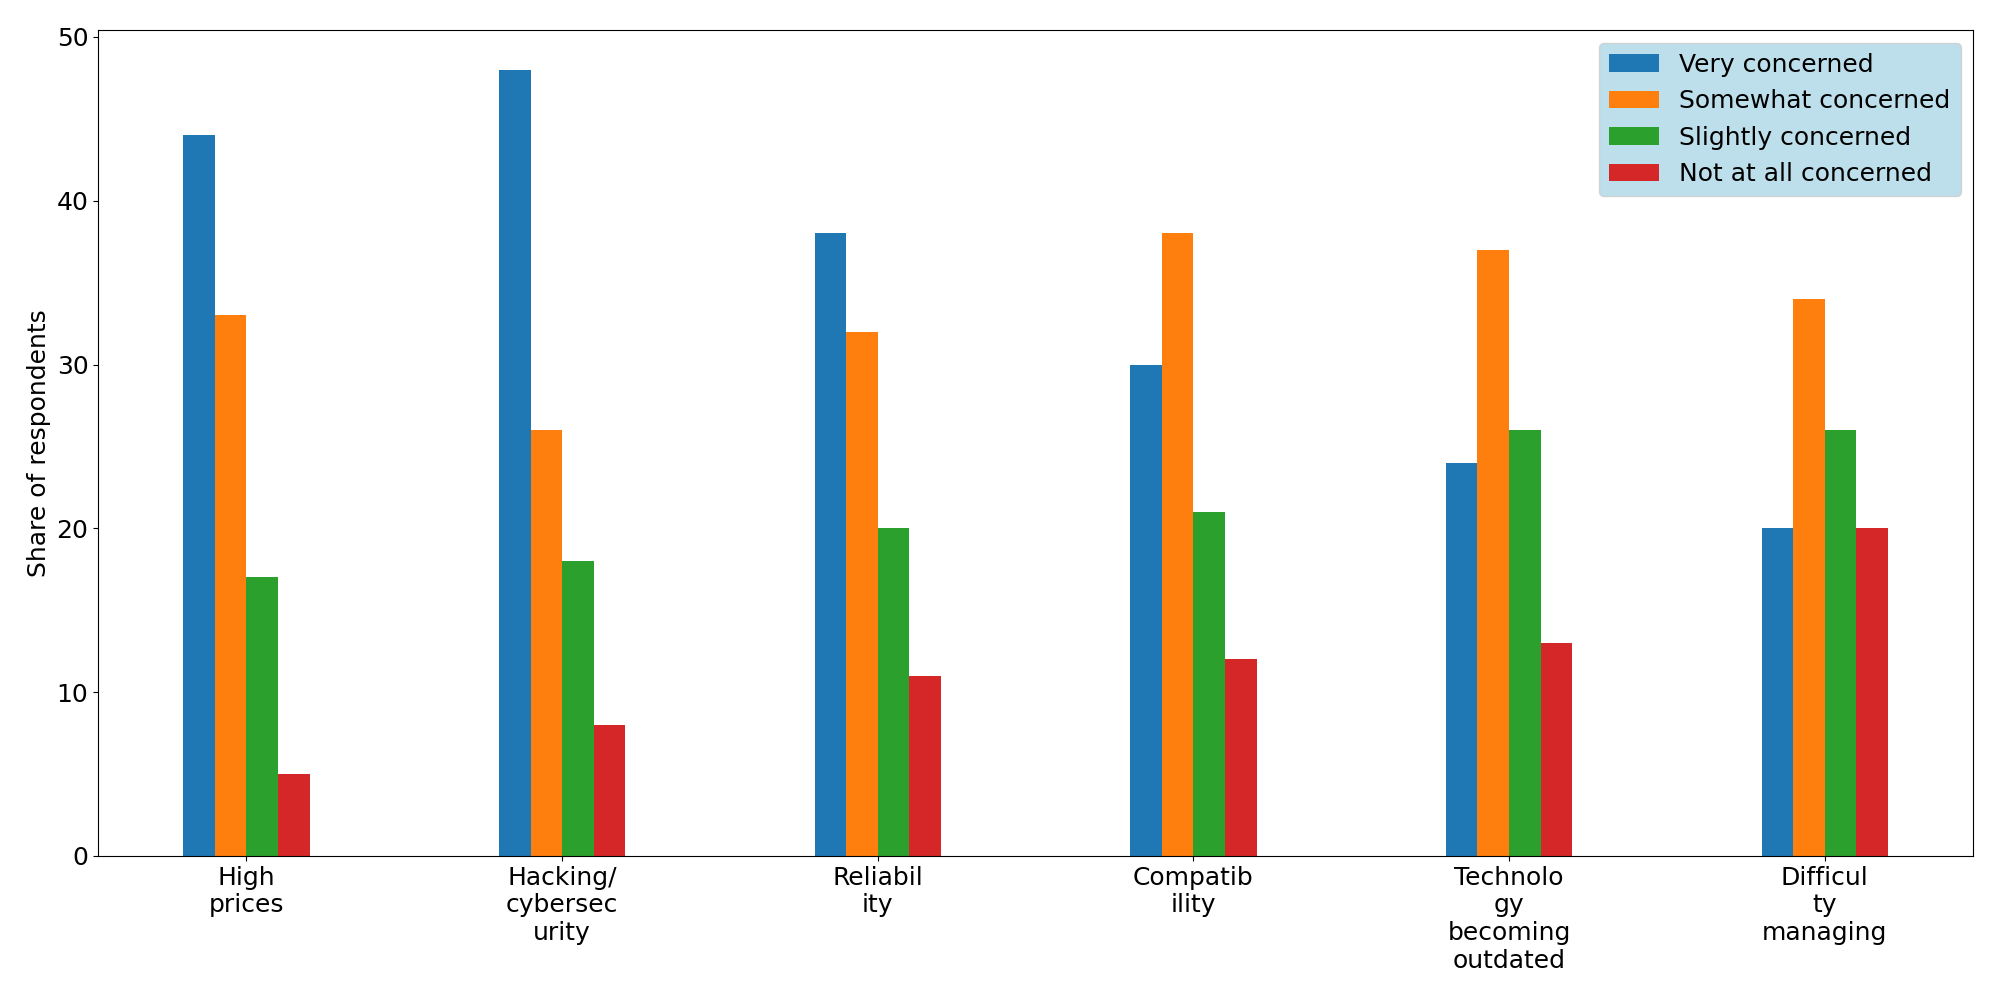 50
40
30
20
10
0
Share of respondents
Very concerned
Somewhat concerned
Slightly concerned
Not at all concerned
High
prices
Hacking/
cybersec
urity
Reliabil
ity
Compatib
ility
Technolo
gy
becoming
outdated
Difficul
ty
managing